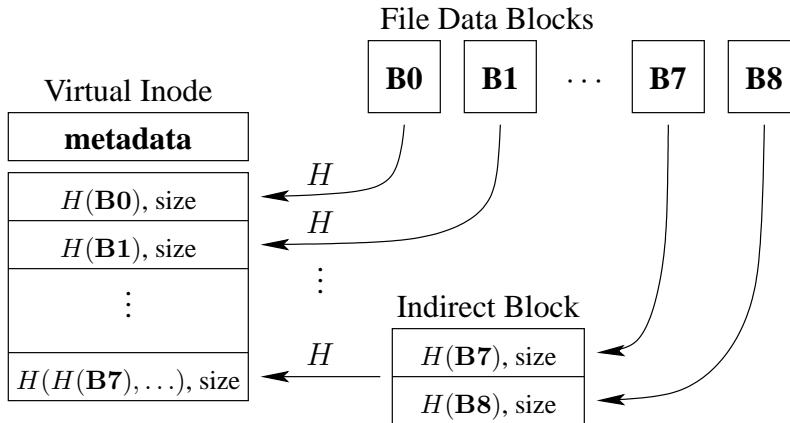 File Data Blocks
B0 B1 ··· B7 B8
Virtual Inode
metadata
H(B0), size
H
H(B1), size
H
⋮
⋮
Indirect Block
H(B7), size
H(H(B7),...), size
H
H(B8), size